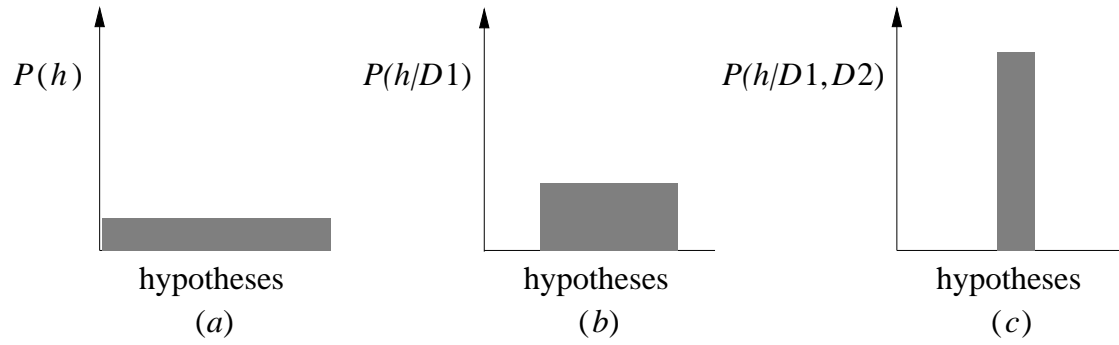 P(h) P(h/D1) P(h/D1,D2)
hypotheses hypotheses hypotheses
(a) (b) (c)